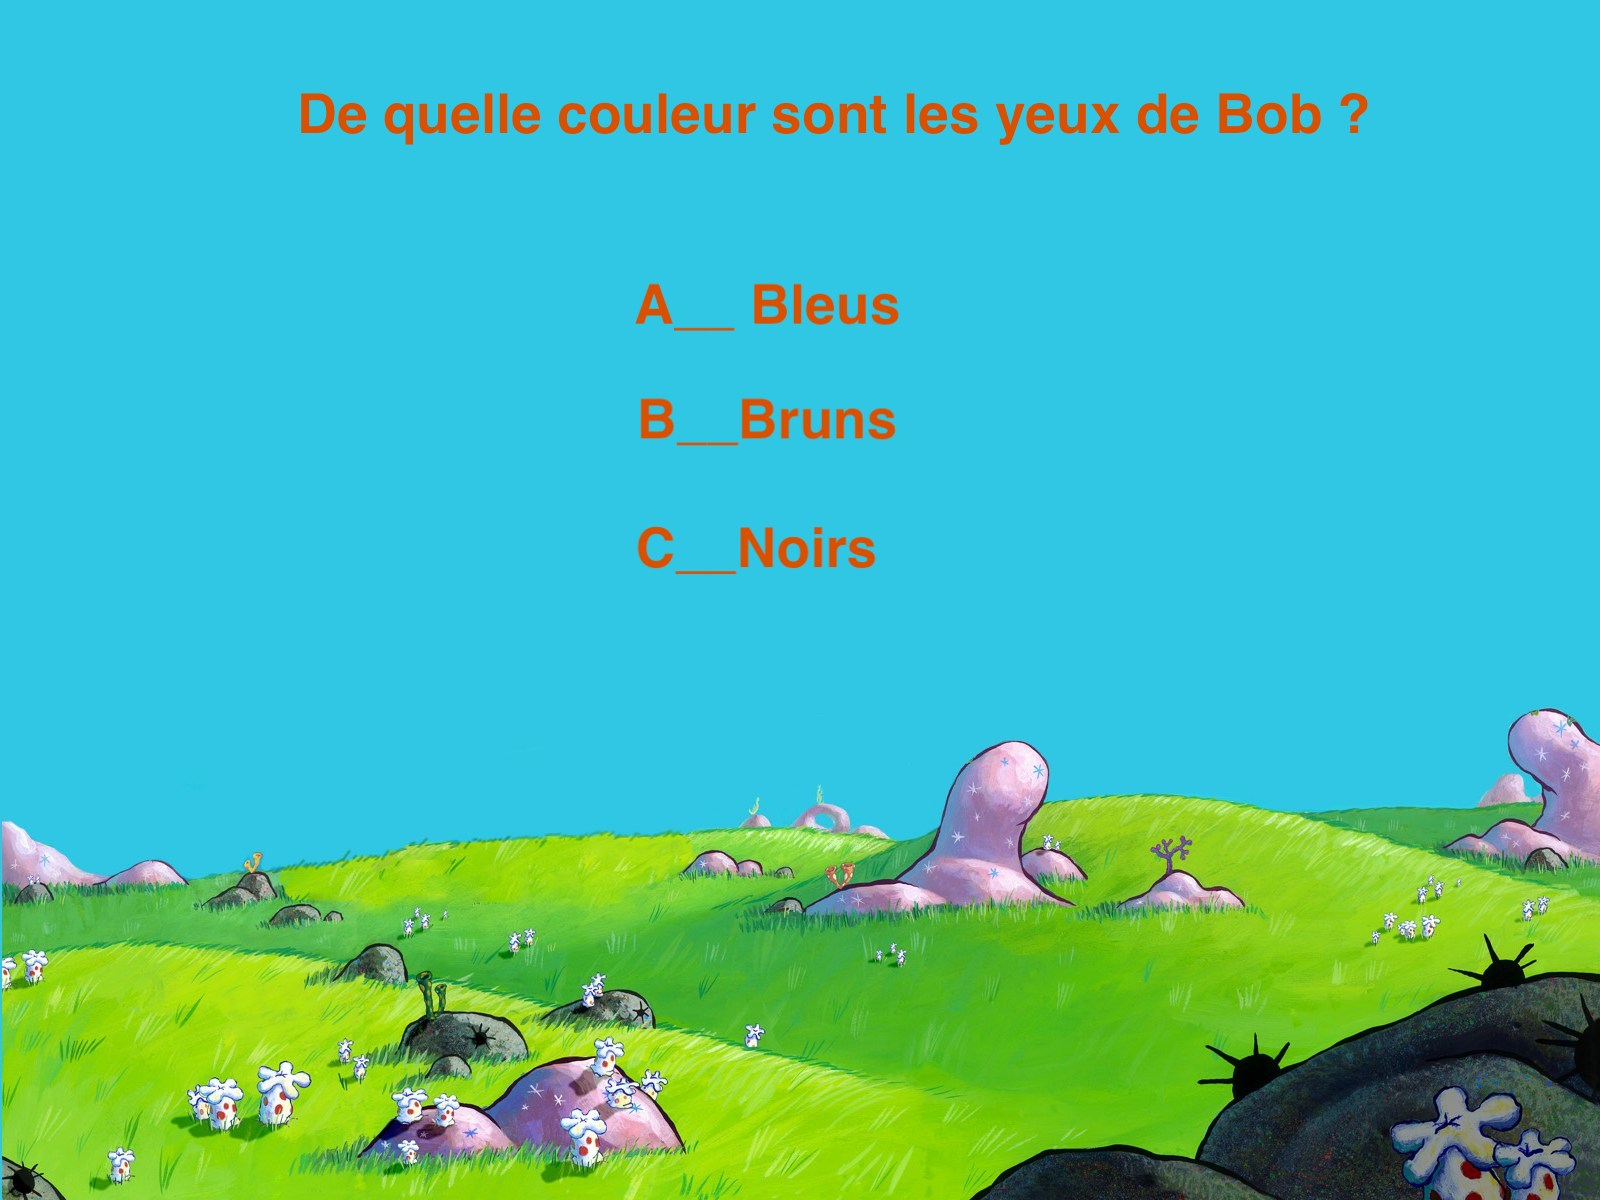 De quelle couleur sont les yeux de Bob ?
A__ Bleus
B__Bruns
C__Noirs